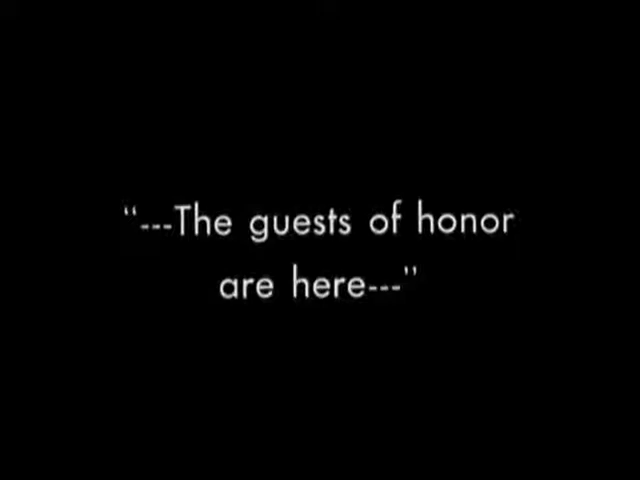 “---The guests of honor
are here---”